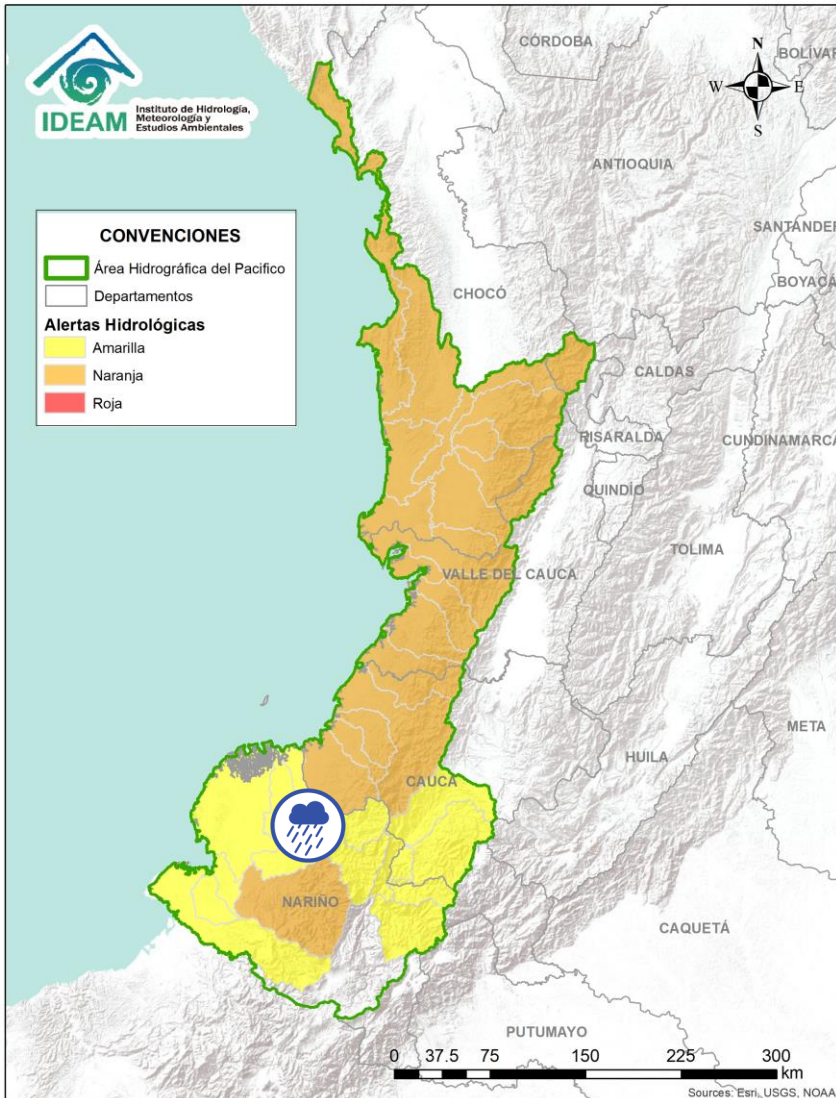 IDEAM
Instituto de Hidrología,
Meteorología y
Estudios Ambientales
CONVENCIONES
Área Hidrográfica del Pacifico
Departamentos
Alertas Hidrológicas
Amarilla
Naranja
Roja
N
W E
S
CÓRDOBA
BOLÍVAR
ANTIOQUIA
SANTANDER
BOYACÁ
CHOCÓ
CALDAS
RISARALDA
CUNDINAMARCA
QUINDÍO
TOLIMA
VALLE DEL CAUCA
META
HUILA
CAUCA
NARIÑO
CAQUETÁ
PUTUMAYO
0 37.5 75 150 225 300
km
Sources: Esri, USGS, NOAA